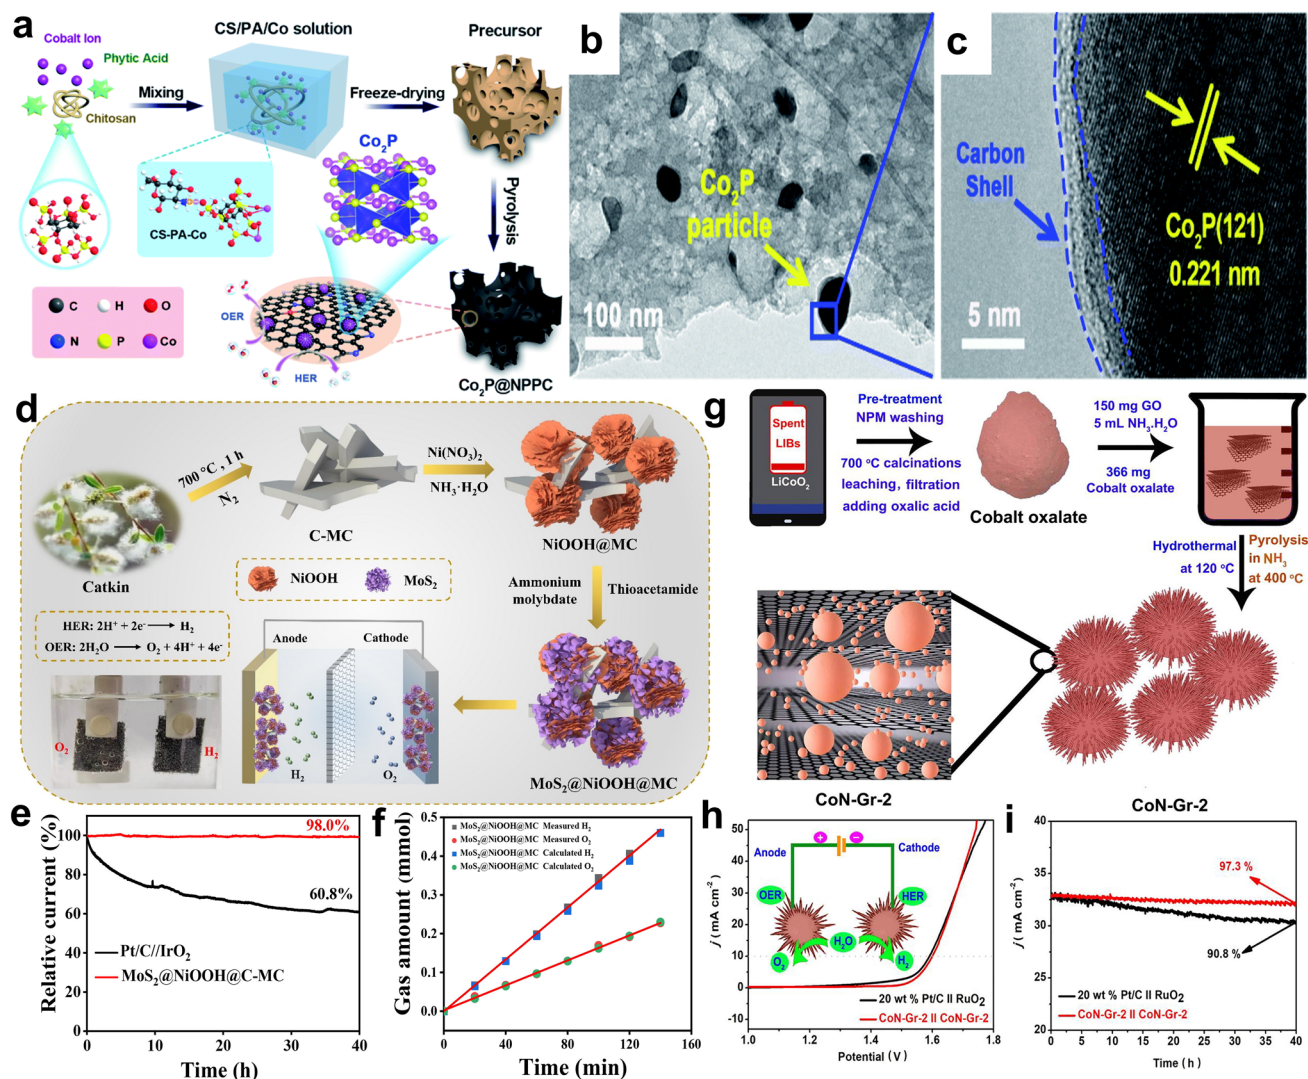 a
Cobalt Ion
Phytic Acid
Chitosan
Mixing
CS/PA/Co solution
Freeze-drying
Precursor
CS-PA-Co
Co₂P
Pyrolysis
C H O
N P Co
OER
HER
Co₂P@NPPC
b
Co₂P
particle
100 nm
c
Carbon
Shell
Co₂P(121)
0.221 nm
5 nm
d
Catkin
700 °C , 1 h
N₂
C-MC
Ni(NO₃)₂
NH₃·H₂O
NiOOH@MC
NiOOH MoS₂
Ammonium
molybdate
Thioacetamide
HER: 2H⁺ + 2e⁻ → H₂
OER: 2H₂O → O₂ + 4H⁺ + 4e⁻
Anode Cathode
H₂ O₂
O₂ H₂
MoS₂@NiOOH@MC
g
Spent
LIBs
LiCoO₂
Pre-treatment
NPM washing
700 °C calcinations
leaching, filtration
adding oxalic acid
Cobalt oxalate
150 mg GO
5 mL NH₃·H₂O
366 mg
Cobalt oxalate
Hydrothermal
at 120 °C
Pyrolysis
in NH₃
at 400 °C
e
Relative current (%)
100
80
60
40
20
0
98.0%
60.8%
Pt/C//IrO₂
MoS₂@NiOOH@C-MC
0 10 20 30 40
Time (h)
f
Gas amount (mmol)
0.5
0.4
0.3
0.2
0.1
0.0
MoS₂@NiOOH@MC Measured H₂
MoS₂@NiOOH@MC Measured O₂
MoS₂@NiOOH@MC Calculated H₂
MoS₂@NiOOH@MC Calculated O₂
0 40 80 120 160
Time (min)
h
CoN-Gr-2
j (mA cm⁻²)
50
40
30
20
10
0
-10
+ −
Anode Cathode
OER HER
H₂O
O₂ H₂
20 wt % Pt/C II RuO₂
CoN-Gr-2 II CoN-Gr-2
1.0 1.2 1.4 1.6 1.8
Potential (V)
i
CoN-Gr-2
j (mA cm⁻²)
40
35
30
25
20
97.3 %
90.8 %
20 wt % Pt/C II RuO₂
CoN-Gr-2 II CoN-Gr-2
0 5 10 15 20 25 30 35 40
Time (h)